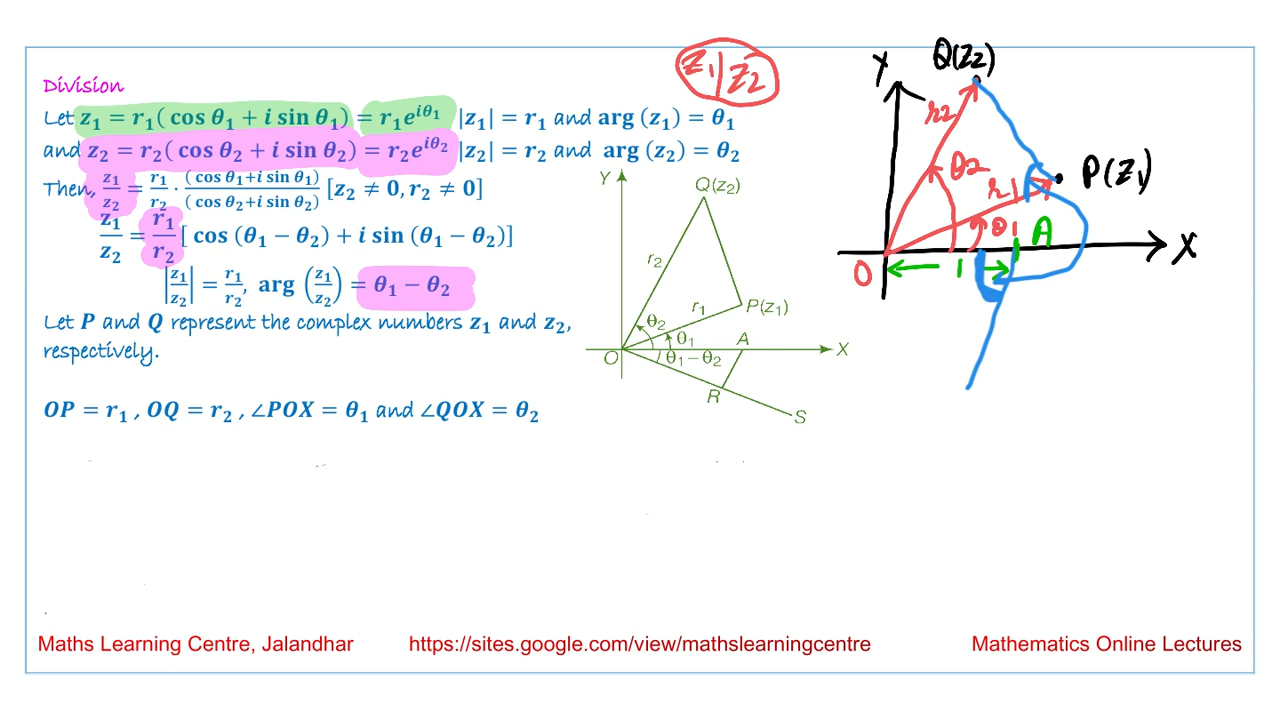 Division
Let z₁ = r₁( cos θ₁ + i sin θ₁) = r₁e^{iθ₁} |z₁| = r₁ and arg (z₁) = θ₁
and z₂ = r₂( cos θ₂ + i sin θ₂) = r₂e^{iθ₂} |z₂| = r₂ and arg (z₂) = θ₂
Then, z₁/z₂ = r₁/r₂ · ( cos θ₁+i sin θ₁)/( cos θ₂+i sin θ₂) [z₂ ≠ 0, r₂ ≠ 0]
z₁/z₂ = r₁/r₂ [ cos (θ₁ − θ₂) + i sin (θ₁ − θ₂)]
|z₁/z₂| = r₁/r₂, arg (z₁/z₂) = θ₁ − θ₂
Let P and Q represent the complex numbers z₁ and z₂,
respectively.
OP = r₁ , OQ = r₂ , ∠POX = θ₁ and ∠QOX = θ₂
Y
Q(z₂)
r₂
r₁
P(z₁)
θ₂
θ₁
A
O
θ₁−θ₂
X
R
S
z₁/z₂
Y
Q(z₂)
r₂
θ₂
r₁
P(z₁)
θ₁
A
O
1
X
Maths Learning Centre, Jalandhar
https://sites.google.com/view/mathslearningcentre
Mathematics Online Lectures